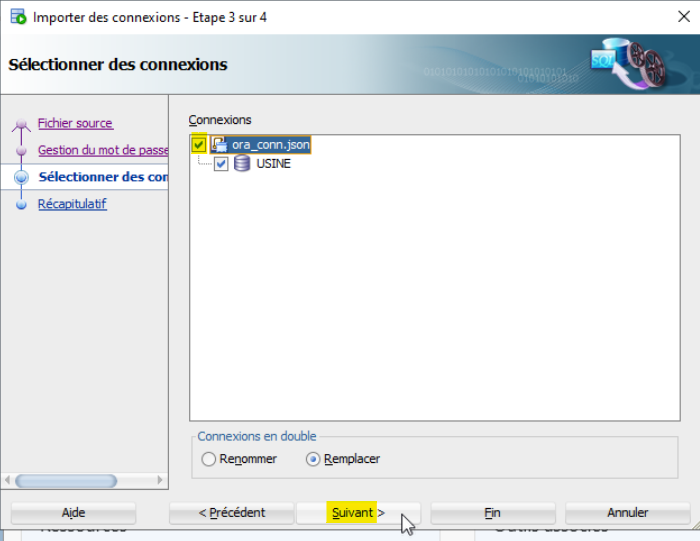 Importer des connexions - Etape 3 sur 4
Sélectionner des connexions
SQL
Fichier source
Gestion du mot de passe
Sélectionner des con
Récapitulatif
Connexions
ora_conn.json
USINE
Connexions en double
Renommer
Remplacer
Aide
< Précédent
Suivant >
Fin
Annuler